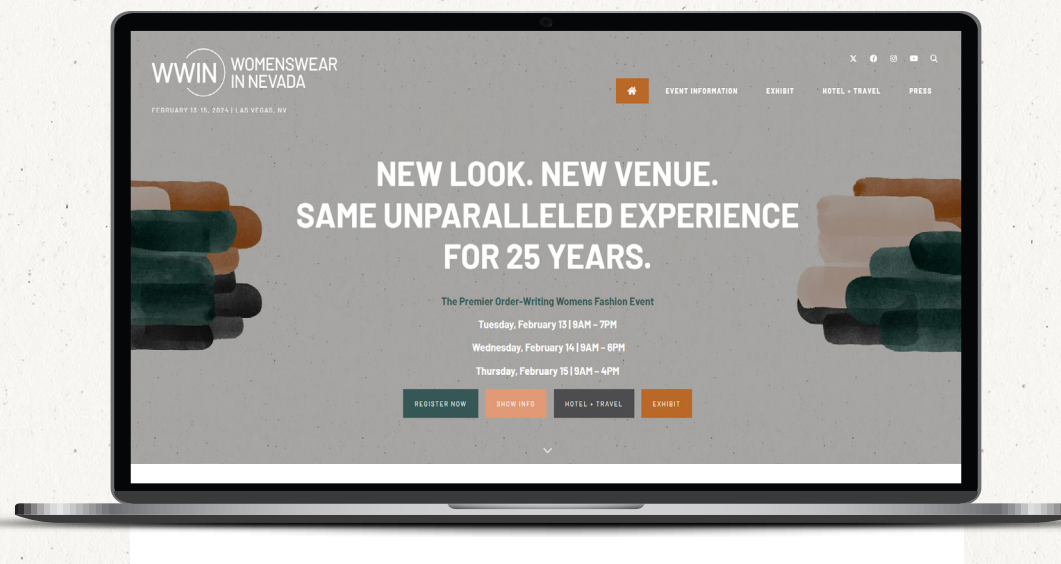 WWIN WOMENSWEAR
IN NEVADA
FEBRUARY 13-15, 2024 | LAS VEGAS, NV
EVENT INFORMATION EXHIBIT HOTEL + TRAVEL PRESS
NEW LOOK. NEW VENUE.
SAME UNPARALLELED EXPERIENCE
FOR 25 YEARS.
The Premier Order-Writing Womens Fashion Event
Tuesday, February 13 | 9AM – 7PM
Wednesday, February 14 | 9AM – 6PM
Thursday, February 15 | 9AM – 4PM
REGISTER NOW SHOW INFO HOTEL + TRAVEL EXHIBIT